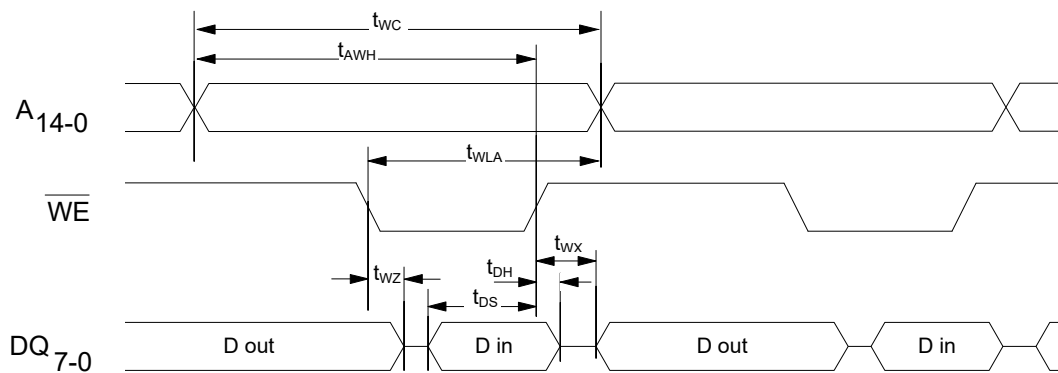 tWC
tAWH
A14-0
tWLA
WE
tWX
tWZ
tDH
tDS
DQ7-0
D out
D in
D out
D in